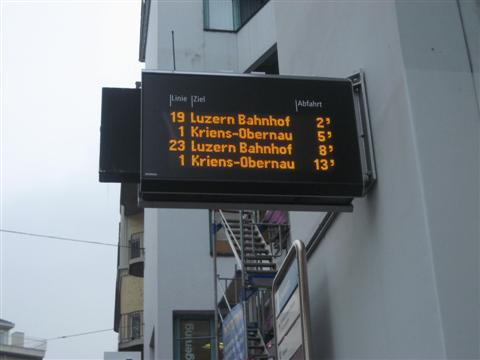 Linie Ziel Abfahrt
19 Luzern Bahnhof 2'
1 Kriens-Obernau 5'
23 Luzern Bahnhof 8'
1 Kriens-Obernau 13'